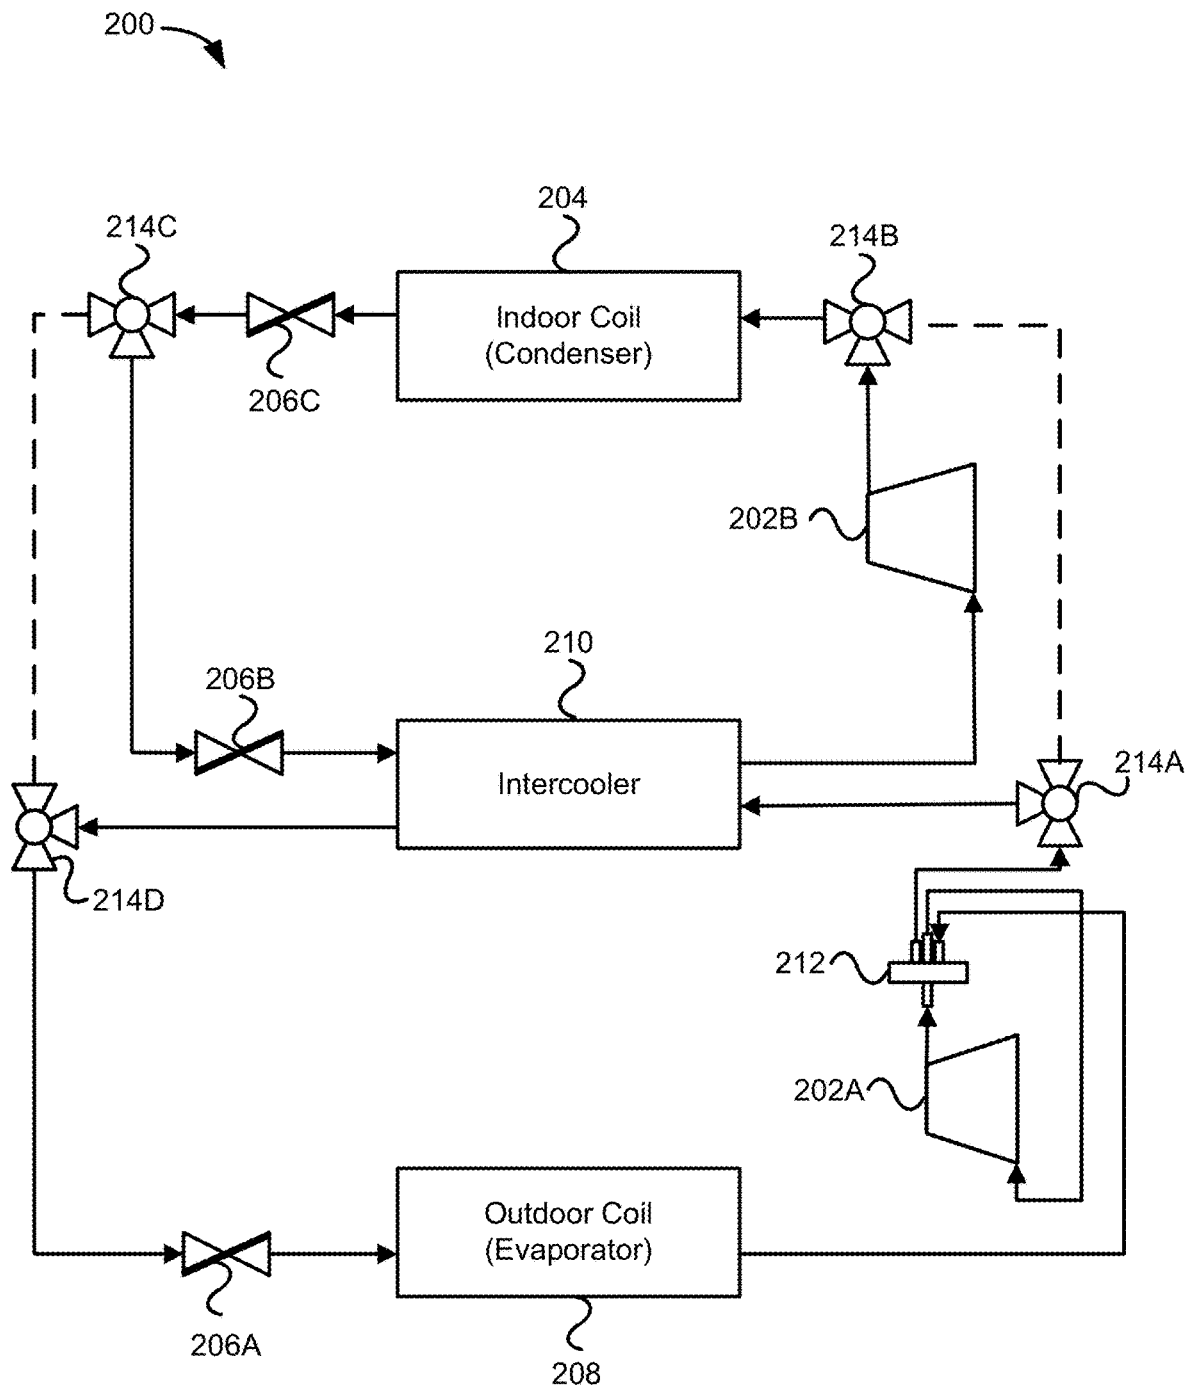 200
204
214C
214B
Indoor Coil
(Condenser)
206C
202B
210
206B
Intercooler
214A
214D
212
202A
Outdoor Coil
(Evaporator)
206A
208